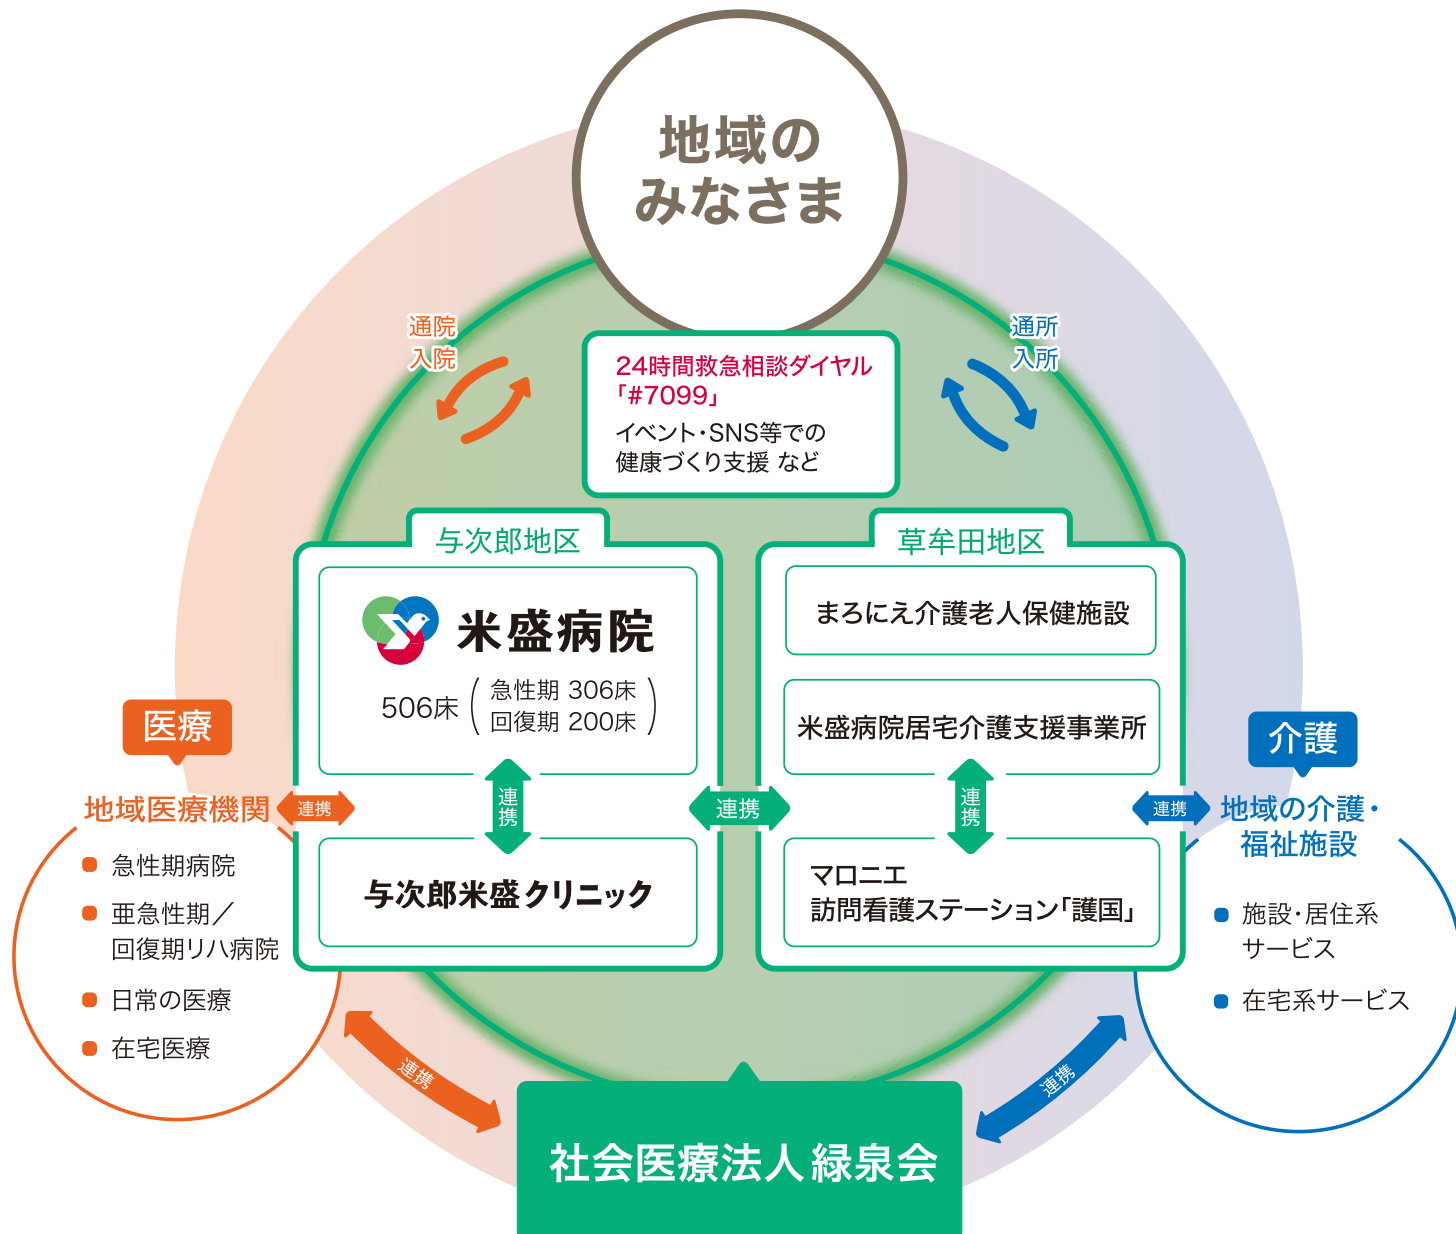 地域の
みなさま
通院
入院
通所
入所
24時間救急相談ダイヤル
「#7099」
イベント・SNS等での
健康づくり支援 など
与次郎地区
米盛病院
506床
急性期 306床
回復期 200床
連携
与次郎米盛クリニック
連携
草牟田地区
まろにえ介護老人保健施設
米盛病院居宅介護支援事業所
連携
マロニエ
訪問看護ステーション「護国」
医療
地域医療機関
連携
急性期病院
亜急性期／
回復期リハ病院
日常の医療
在宅医療
連携
介護
連携
地域の介護・
福祉施設
施設・居住系
サービス
在宅系サービス
連携
社会医療法人 緑泉会